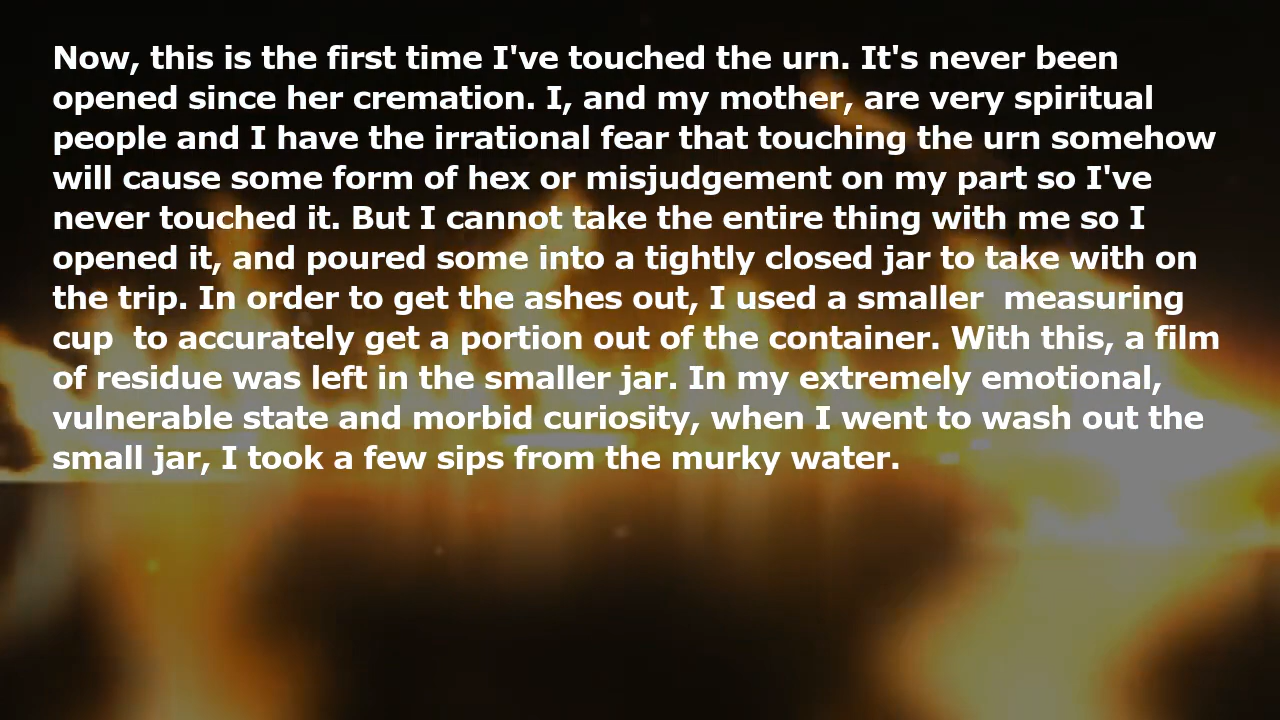 Now, this is the first time I've touched the urn. It's never been
opened since her cremation. I, and my mother, are very spiritual
people and I have the irrational fear that touching the urn somehow
will cause some form of hex or misjudgement on my part so I've
never touched it. But I cannot take the entire thing with me so I
opened it, and poured some into a tightly closed jar to take with on
the trip. In order to get the ashes out, I used a smaller  measuring
cup  to accurately get a portion out of the container. With this, a film
of residue was left in the smaller jar. In my extremely emotional,
vulnerable state and morbid curiosity, when I went to wash out the
small jar, I took a few sips from the murky water.